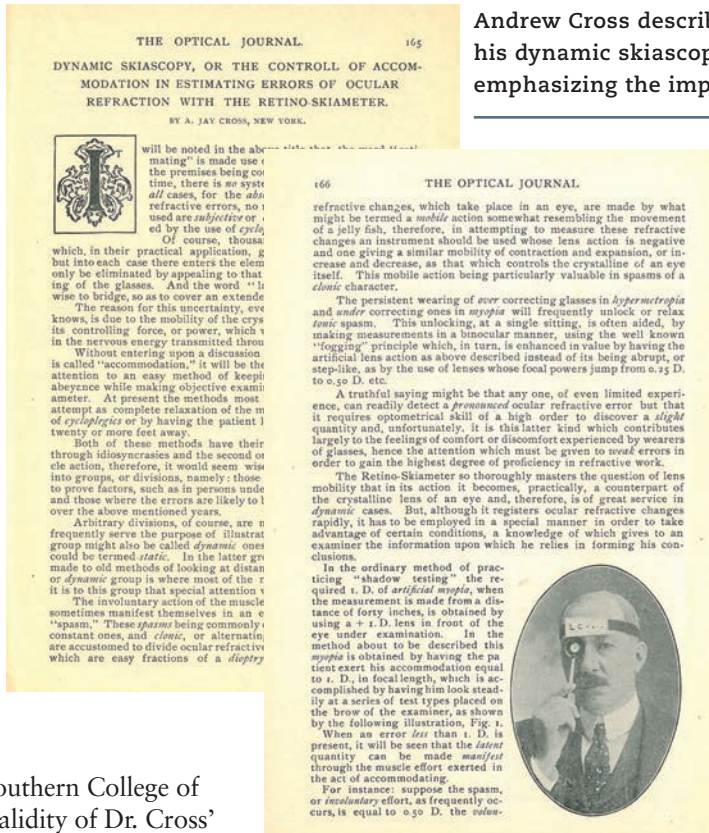 Andrew Cross describ
his dynamic skiascop
emphasizing the imp
THE OPTICAL JOURNAL. 165
DYNAMIC SKIASCOPY, OR THE CONTROLL OF ACCOM-
MODATION IN ESTIMATING ERRORS OF OCULAR
REFRACTION WITH THE RETINO-SKIAMETER.
BY A. JAY CROSS, NEW YORK.
IT will be noted in the above title that, the word
mating" is made use
the premises being
time, there is no
all cases, for the
refractive errors, no
used are subjective or
ed by the use of
Of course,
which, in their practical application,
but into each case there enters the
only be eliminated by appealing to that
ing of the glasses. And the word
wise to bridge, so as to cover an
The reason for this uncertainty,
knows, is due to the mobility of the
its controlling force, or power, which
in the nervous energy transmitted
Without entering upon a discussion
is called "accommodation," it will be
attention to an easy method of
abeyance while making objective
ameter. At present the methods most
attempt as complete relaxation of the
of cycloplegics or by having the patient
twenty or more feet away.
Both of these methods have their
through idiosyncrasies and the second
cle action, therefore, it would seem
into groups, or divisions, namely: those
to prove factors, such as in persons
and those where the errors are likely to
over the above mentioned years.
Arbitrary divisions, of course, are
frequently serve the purpose of
group might also be called dynamic
could be termed static. In the latter
made to old methods of looking at
or dynamic group is where most of the
it is to this group that special attention
The involuntary action of the
sometimes manifest themselves in an
"spasm." These spasms being commonly
constant ones, and clonic, or
are accustomed to divide ocular
which are easy fractions of a dioptry
166 THE OPTICAL JOURNAL
refractive changes, which take place in an eye, are made by what
might be termed a mobile action somewhat resembling the movement
of a jelly fish, therefore, in attempting to measure these refractive
changes an instrument should be used whose lens action is negative
and one giving a similar mobility of contraction and expansion, or in-
crease and decrease, as that which controls the crystalline of an eye
itself. This mobile action being particularly valuable in spasms of a
clonic character.
The persistent wearing of over correcting glasses in hypermetropia
and under correcting ones in myopia will frequently unlock or relax
tonic spasm. This unlocking, at a single sitting, is often aided, by
making measurements in a binocular manner, using the well known
"fogging" principle which, in turn, is enhanced in value by having the
artificial lens action as above described instead of its being abrupt, or
step-like, as by the use of lenses whose focal powers jump from 0.25 D.
to 0.50 D. etc.
A truthful saying might be that any one, of even limited experi-
ence, can readily detect a pronounced ocular refractive error but that
it requires optometrical skill of a high order to discover a slight
quantity and, unfortunately, it is this latter kind which contributes
largely to the feelings of comfort or discomfort experienced by wearers
of glasses, hence the attention which must be given to weak errors in
order to gain the highest degree of proficiency in refractive work.
The Retino-Skiameter so thoroughly masters the question of lens
mobility that in its action it becomes, practically, a counterpart of
the crystalline lens of an eye and, therefore, is of great service in
dynamic cases. But, although it registers ocular refractive changes
rapidly, it has to be employed in a special manner in order to take
advantage of certain conditions, a knowledge of which gives to an
examiner the information upon which he relies in forming his con-
clusions.
In the ordinary method of prac-
ticing "shadow testing" the re-
quired 1. D. of artificial myopia, when
the measurement is made from a dis-
tance of forty inches, is obtained by
using a + 1. D. lens in front of the
eye under examination. In the
method about to be described this
myopia is obtained by having the pa
tient exert his accommodation equal
to 1. D., in focal length, which is ac-
complished by having him look stead-
ily at a series of test types placed on
the brow of the examiner, as shown
by the following illustration, Fig. 1.
When an error less than 1. D. is
present, it will be seen that the latent
quantity can be made manifest
through the muscle effort exerted in
the act of accommodating.
For instance: suppose the spasm,
or involuntary effort, as frequently oc-
curs, is equal to 0.50 D. the volun-
outhern College of
alidity of Dr. Cross'